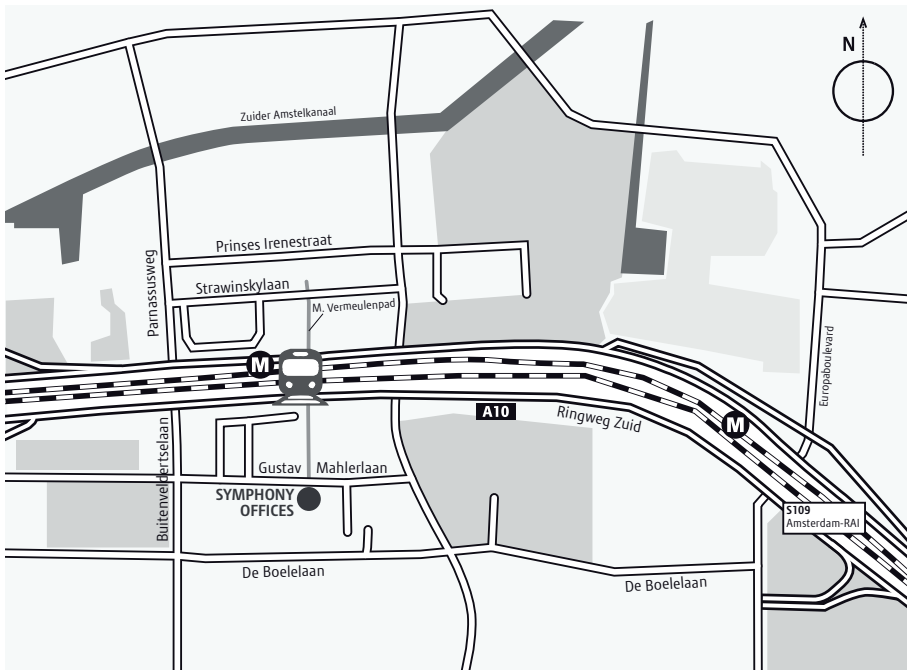 N
Zuider Amstelkanaal
Prinses Irenestraat
Parnassusweg
Strawinskylaan
M. Vermeulenpad
Europaboulevard
M
A10
Ringweg Zuid
M
Buitenveldertselaan
Gustav Mahlerlaan
SYMPHONY
OFFICES
S109
Amsterdam-RAI
De Boelelaan
De Boelelaan